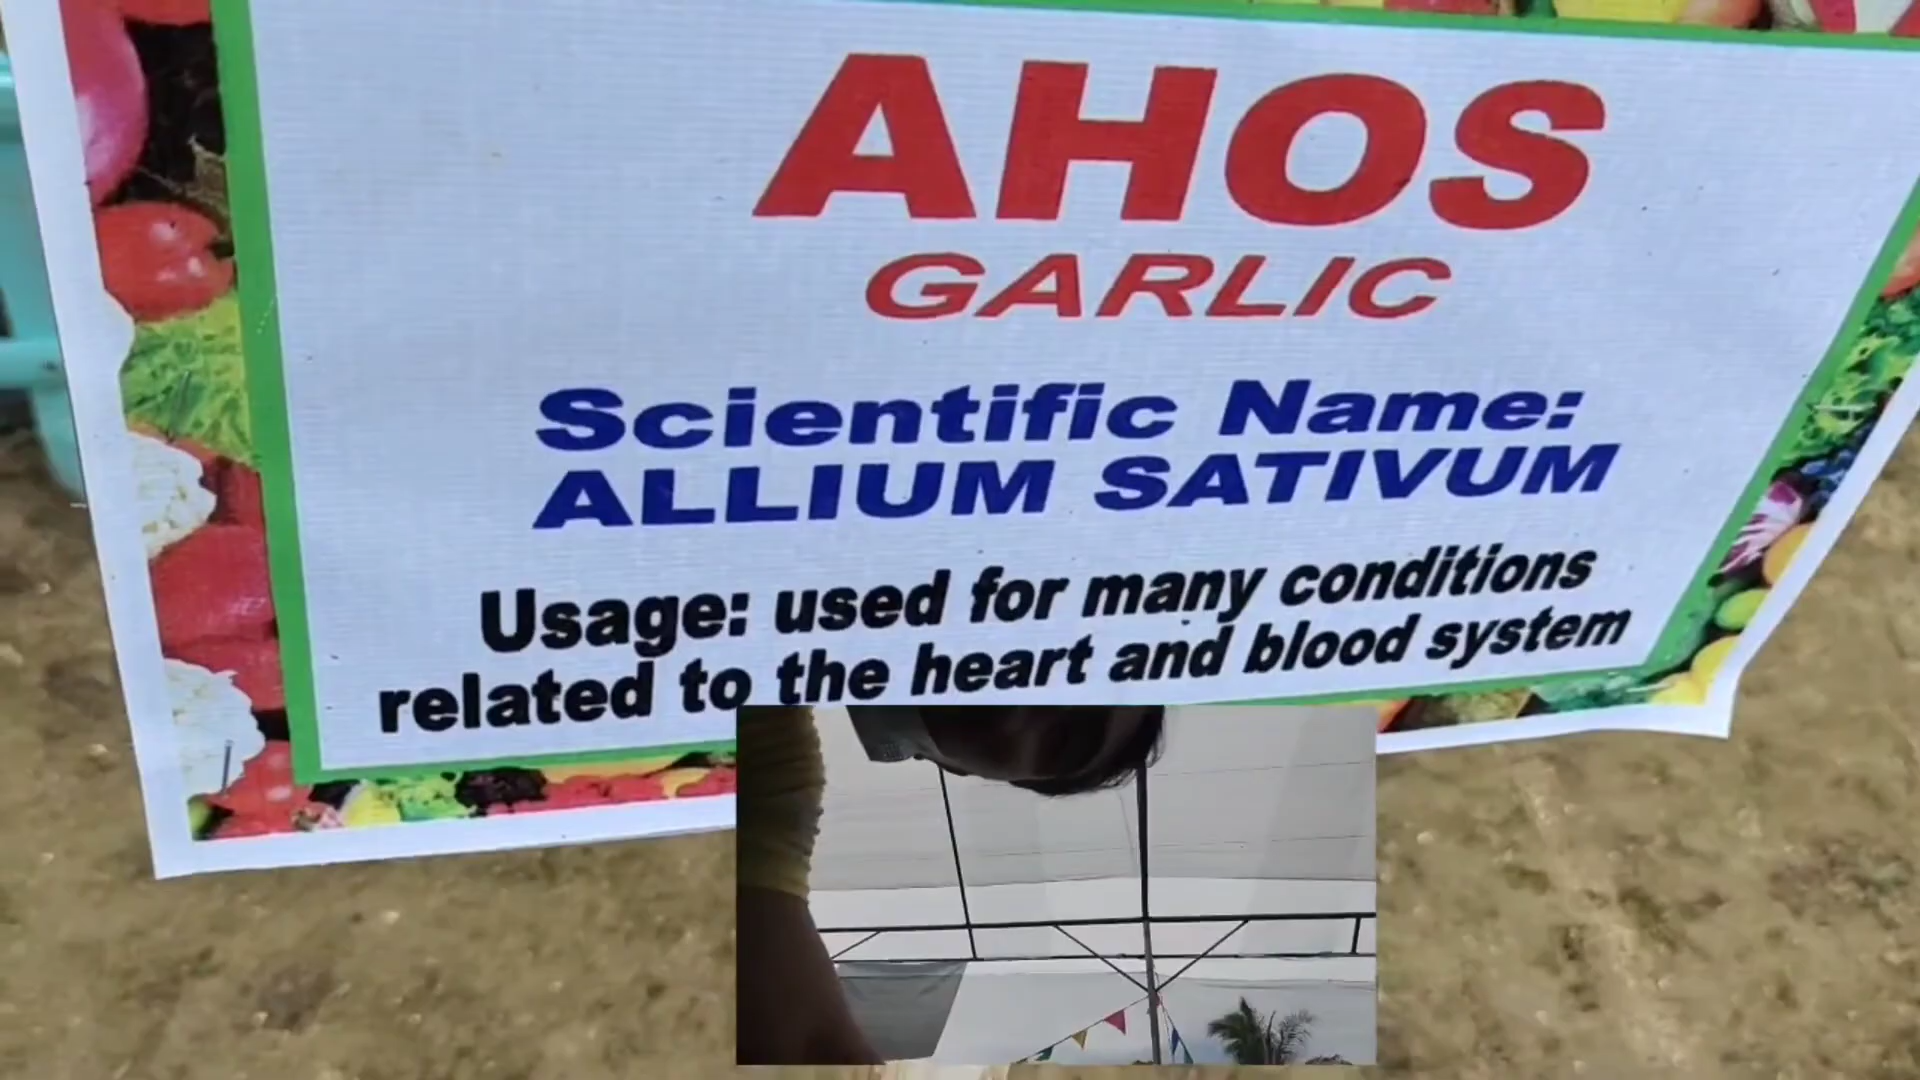 AHOS
GARLIC
Scientific Name:
ALLIUM SATIVUM
Usage: used for many conditions
related to the heart and blood system